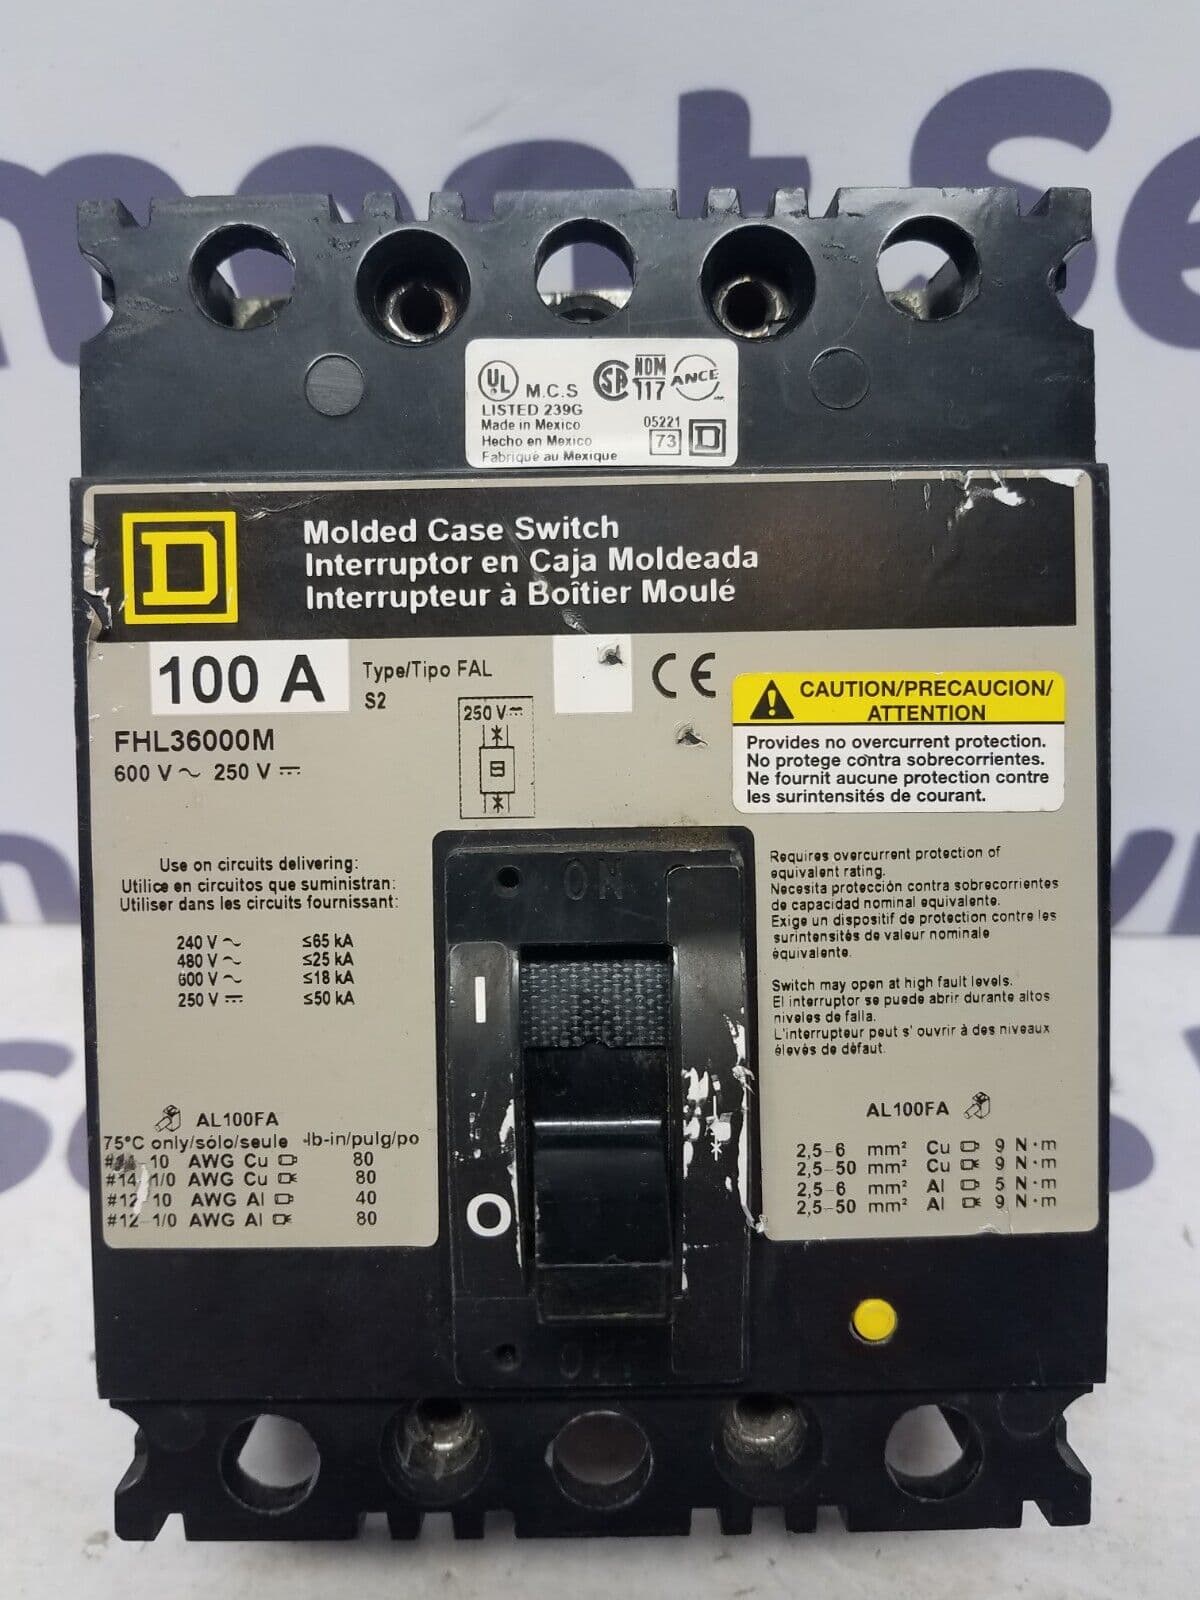 UL M.C.S SA NOM 117 ANCE
LISTED 239G
Made in Mexico 05221
Hecho en Mexico 73 D
Fabriqué au Mexique
D
Molded Case Switch
Interruptor en Caja Moldeada
Interrupteur à Boîtier Moulé
100 A
Type/Tipo FAL
S2
CE
FHL36000M
600 V ~ 250 V ⎓
250 V ⎓
CAUTION/PRECAUCION/
ATTENTION
Provides no overcurrent protection.
No protege contra sobrecorrientes.
Ne fournit aucune protection contre
les surintensités de courant.
Use on circuits delivering:
Utilice en circuitos que suministran:
Utiliser dans les circuits fournissant:
240 V ~ ≤65 kA
480 V ~ ≤25 kA
600 V ~ ≤18 kA
250 V ⎓ ≤50 kA
ON
I
O
OFF
Requires overcurrent protection of
equivalent rating.
Necesita protección contra sobrecorrientes
de capacidad nominal equivalente.
Exige un dispositif de protection contre les
surintensités de valeur nominale
équivalente.
Switch may open at high fault levels.
El interruptor se puede abrir durante altos
niveles de falla.
L'interrupteur peut s' ouvrir à des niveaux
élevés de défaut.
AL100FA
75°C only/sólo/seule -lb-in/pulg/po
#14-10 AWG Cu 80
#14-1/0 AWG Cu 80
#12-10 AWG Al 40
#12-1/0 AWG Al 80
AL100FA
2,5-6 mm² Cu 9 N·m
2,5-50 mm² Cu 9 N·m
2,5-6 mm² Al 5 N·m
2,5-50 mm² Al 9 N·m